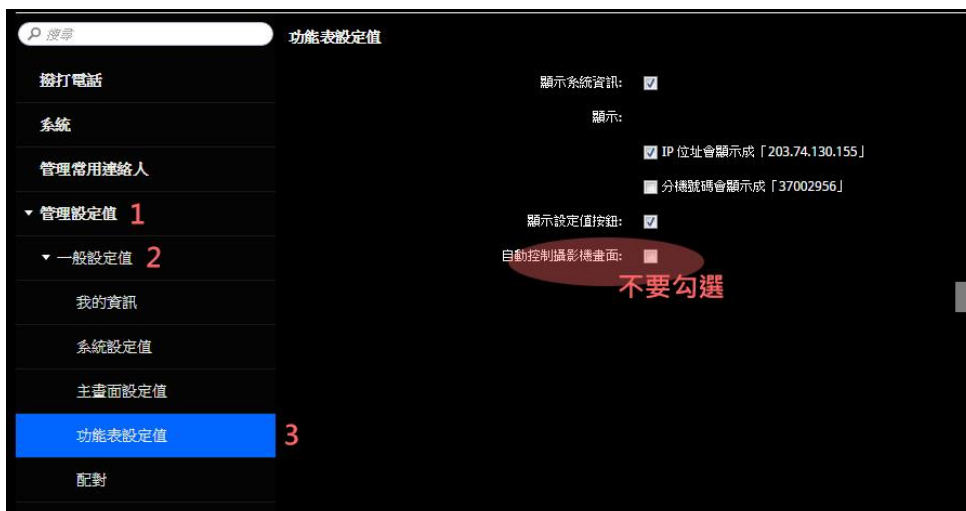 搜尋
功能表設定值
撥打電話
系統
管理常用連絡人
管理設定值 1
一般設定值 2
我的資訊
系統設定值
主畫面設定值
功能表設定值 3
配對
顯示系統資訊:
顯示:
IP 位址會顯示成「203.74.130.155」
分機號碼會顯示成「37002956」
顯示設定值按鈕:
自動控制攝影機畫面:
不要勾選